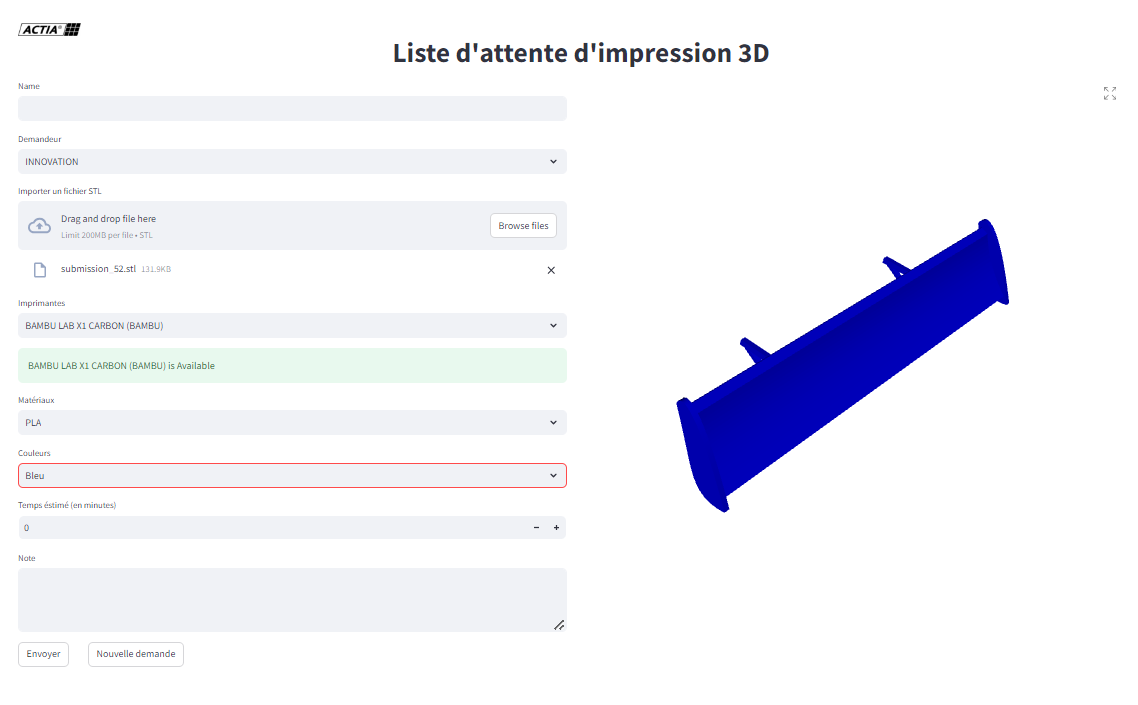 ACTIA®
Liste d'attente d'impression 3D
Name
Demandeur
INNOVATION
Importer un fichier STL
Drag and drop file here
Limit 200MB per file • STL
Browse files
submission_52.stl 131.9KB
Imprimantes
BAMBU LAB X1 CARBON (BAMBU)
BAMBU LAB X1 CARBON (BAMBU) is Available
Matériaux
PLA
Couleurs
Bleu
Temps éstimé (en minutes)
0
Note
Envoyer
Nouvelle demande